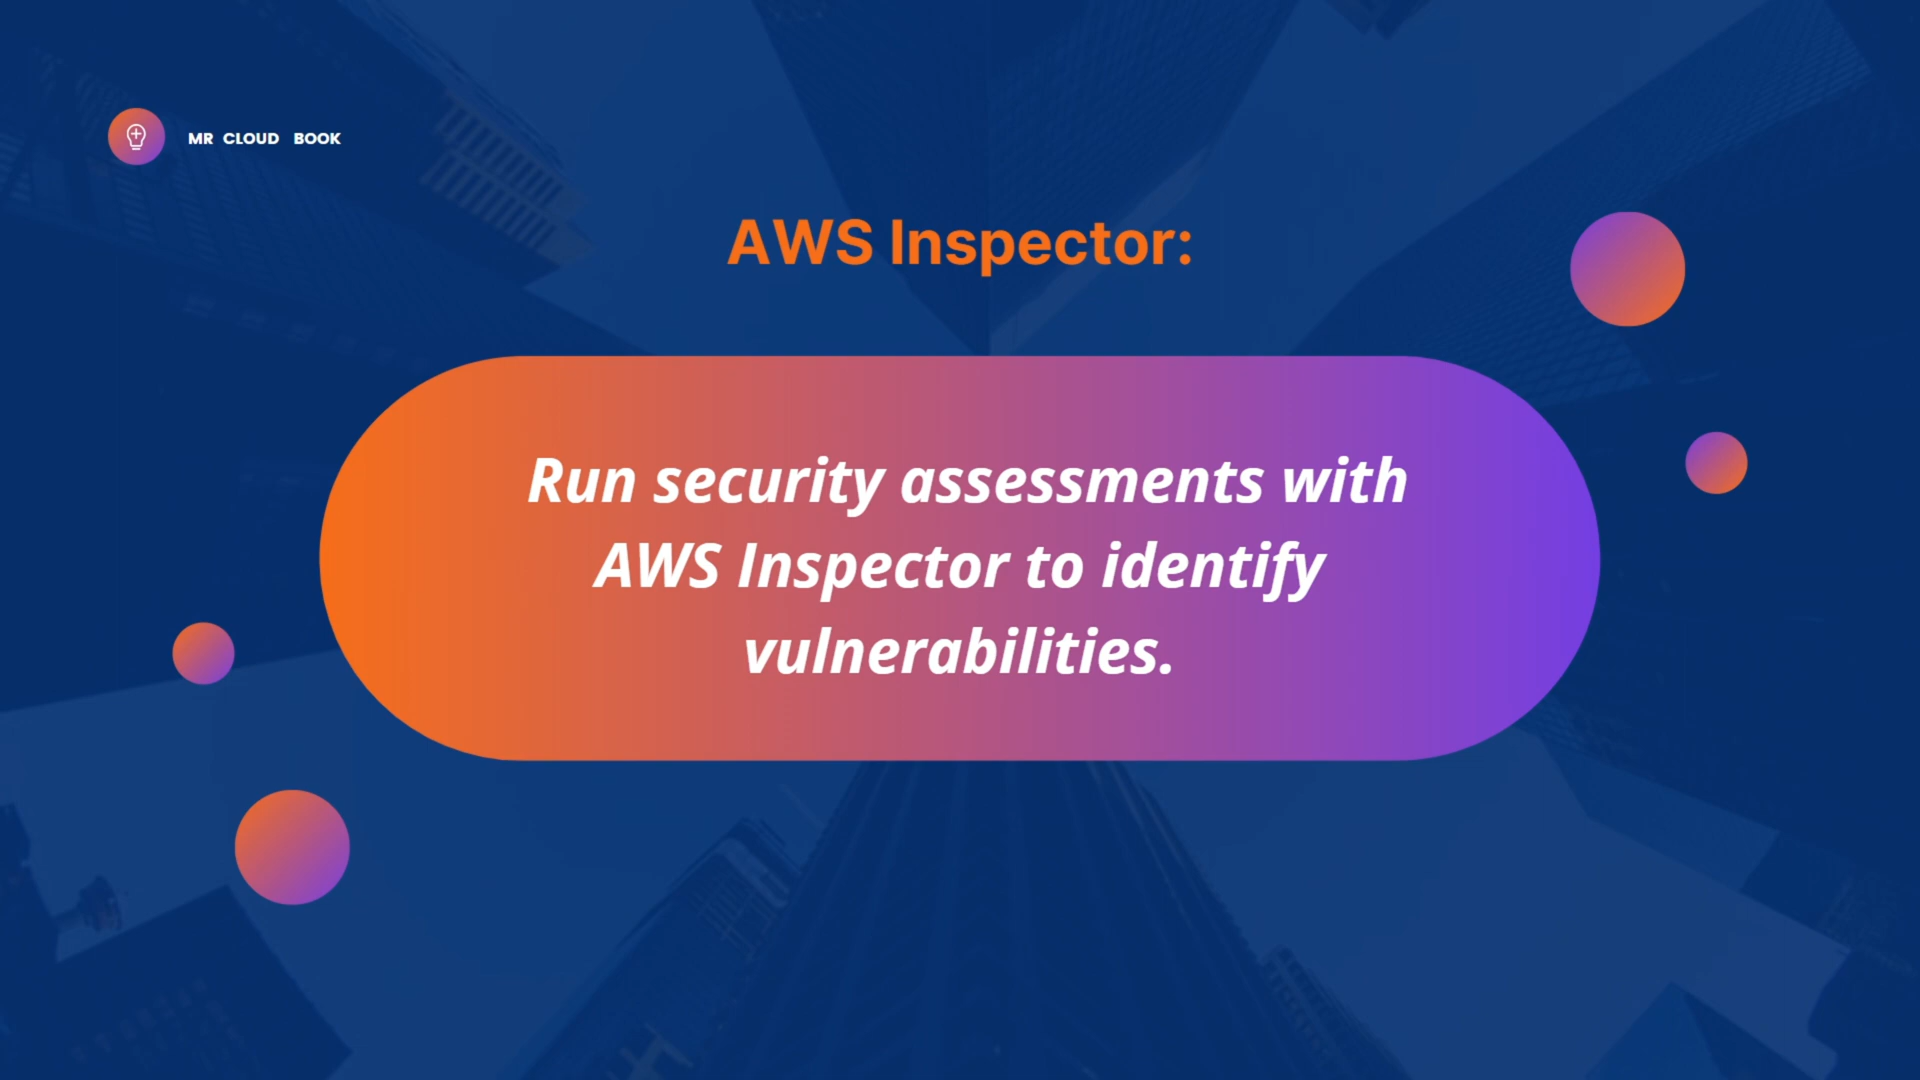 MR CLOUD BOOK
AWS Inspector:
Run security assessments with
AWS Inspector to identify
vulnerabilities.